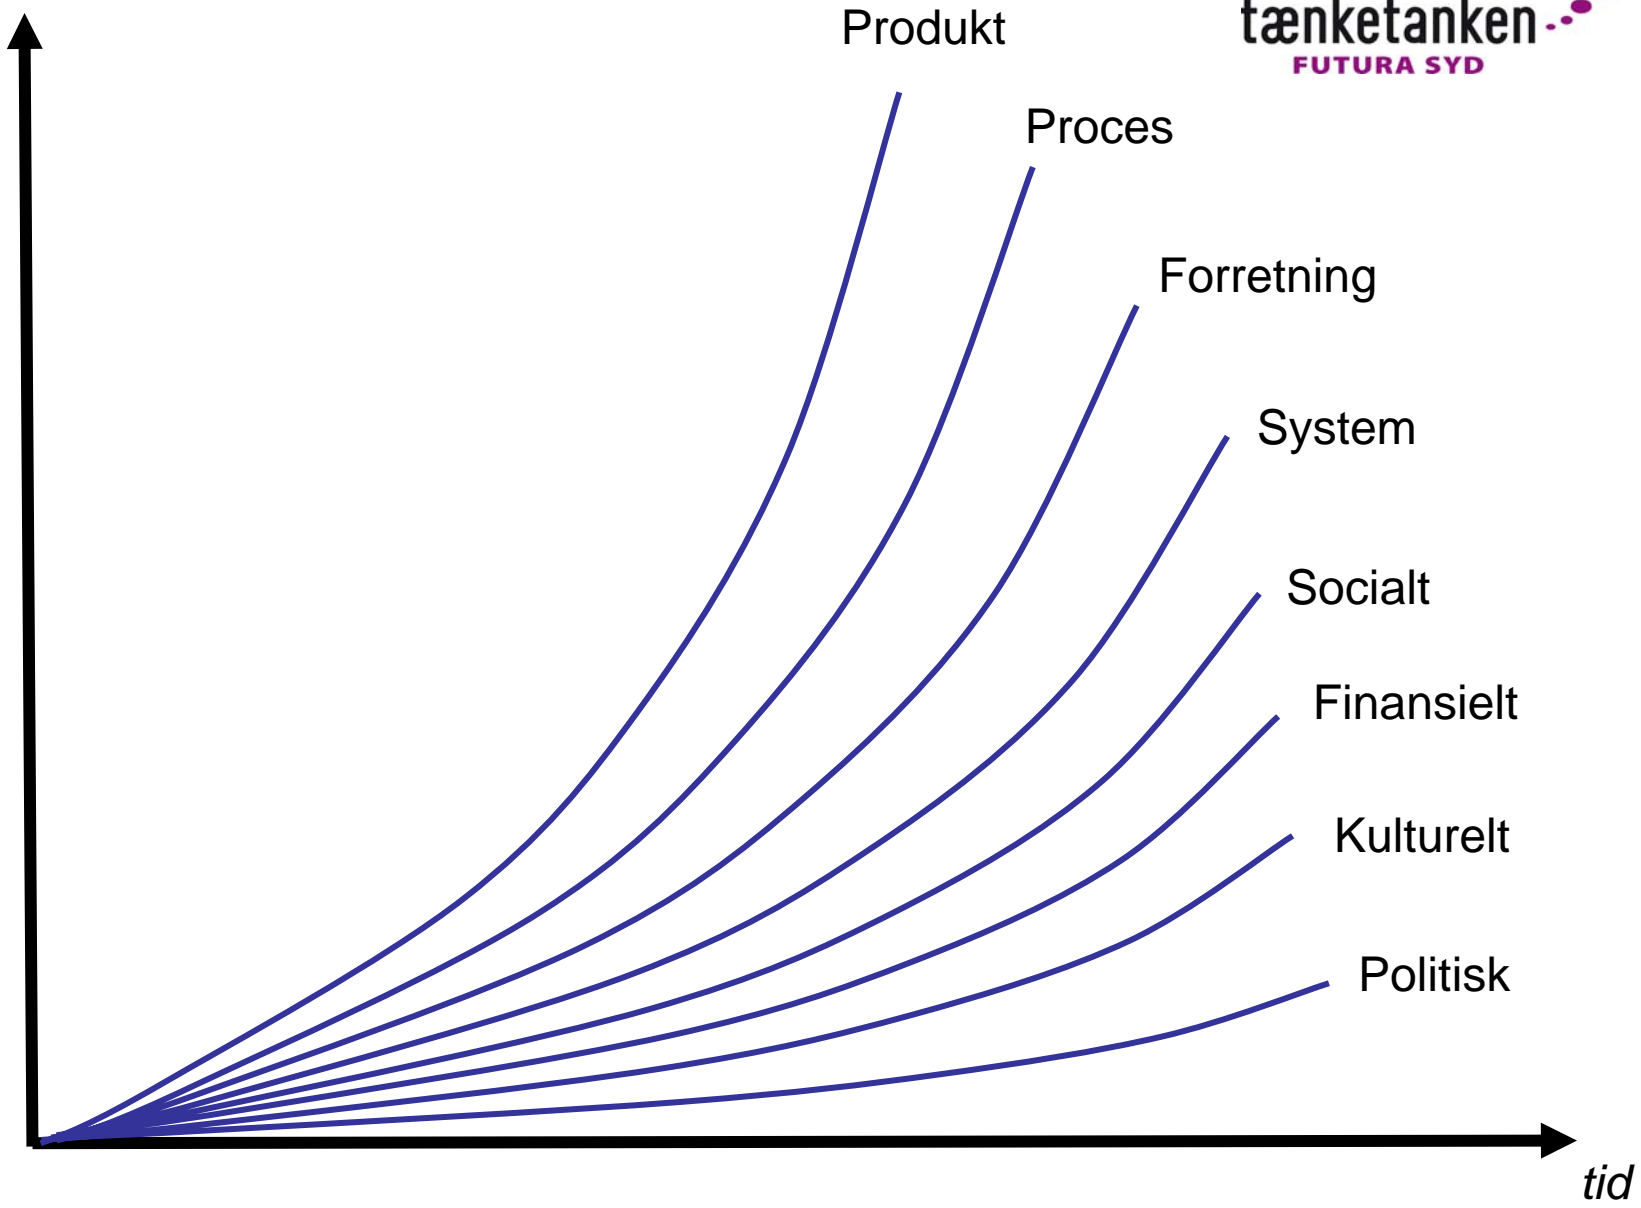 Produkt
tænketanken
FUTURA SYD
Proces
Forretning
System
Socialt
Finansielt
Kulturelt
Politisk
tid